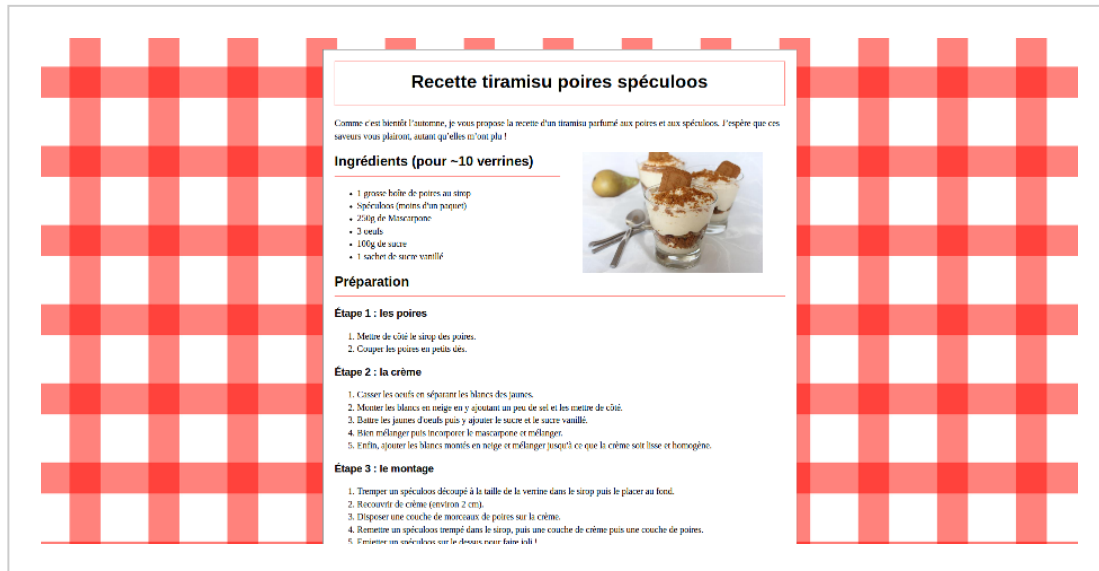 Recette tiramisu poires spéculoos
Comme c'est bientôt l'automne, je vous propose la recette d'un tiramisu parfumé aux poires et aux spéculoos. J'espère que ces
saveurs vous plairont, autant qu'elles m'ont plu !
Ingrédients (pour ~10 verrines)
• 1 grosse boîte de poires au sirop
• Spéculoos (moins d'un paquet)
• 250g de Mascarpone
• 3 oeufs
• 100g de sucre
• 1 sachet de sucre vanillé
Préparation
Étape 1 : les poires
1. Mettre de côté le sirop des poires.
2. Couper les poires en petits dés.
Étape 2 : la crème
1. Casser les oeufs en séparant les blancs des jaunes.
2. Monter les blancs en neige en y ajoutant un peu de sel et les mettre de côté.
3. Battre les jaunes d'oeufs puis y ajouter le sucre et le sucre vanillé.
4. Bien mélanger puis incorporer le mascarpone et mélanger.
5. Enfin, ajouter les blancs montés en neige et mélanger jusqu'à ce que la crème soit lisse et homogène.
Étape 3 : le montage
1. Tremper un spéculoos découpé à la taille de la verrine dans le sirop puis le placer au fond.
2. Recouvrir de crème (environ 2 cm).
3. Disposer une couche de morceaux de poires sur la crème.
4. Remettre un spéculoos trempé dans le sirop, puis une couche de crème puis une couche de poires.
5. Emietter un spéculoos sur le dessus pour faire joli !